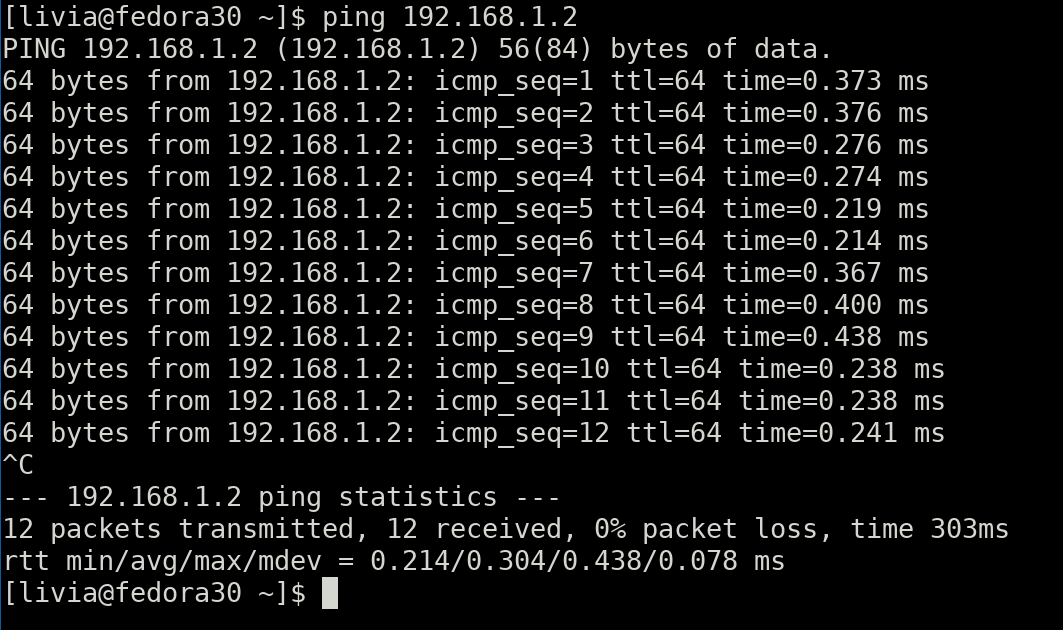 [livia@fedora30 ~]$ ping 192.168.1.2
PING 192.168.1.2 (192.168.1.2) 56(84) bytes of data.
64 bytes from 192.168.1.2: icmp_seq=1 ttl=64 time=0.373 ms
64 bytes from 192.168.1.2: icmp_seq=2 ttl=64 time=0.376 ms
64 bytes from 192.168.1.2: icmp_seq=3 ttl=64 time=0.276 ms
64 bytes from 192.168.1.2: icmp_seq=4 ttl=64 time=0.274 ms
64 bytes from 192.168.1.2: icmp_seq=5 ttl=64 time=0.219 ms
64 bytes from 192.168.1.2: icmp_seq=6 ttl=64 time=0.214 ms
64 bytes from 192.168.1.2: icmp_seq=7 ttl=64 time=0.367 ms
64 bytes from 192.168.1.2: icmp_seq=8 ttl=64 time=0.400 ms
64 bytes from 192.168.1.2: icmp_seq=9 ttl=64 time=0.438 ms
64 bytes from 192.168.1.2: icmp_seq=10 ttl=64 time=0.238 ms
64 bytes from 192.168.1.2: icmp_seq=11 ttl=64 time=0.238 ms
64 bytes from 192.168.1.2: icmp_seq=12 ttl=64 time=0.241 ms
^C
--- 192.168.1.2 ping statistics ---
12 packets transmitted, 12 received, 0% packet loss, time 303ms
rtt min/avg/max/mdev = 0.214/0.304/0.438/0.078 ms
[livia@fedora30 ~]$